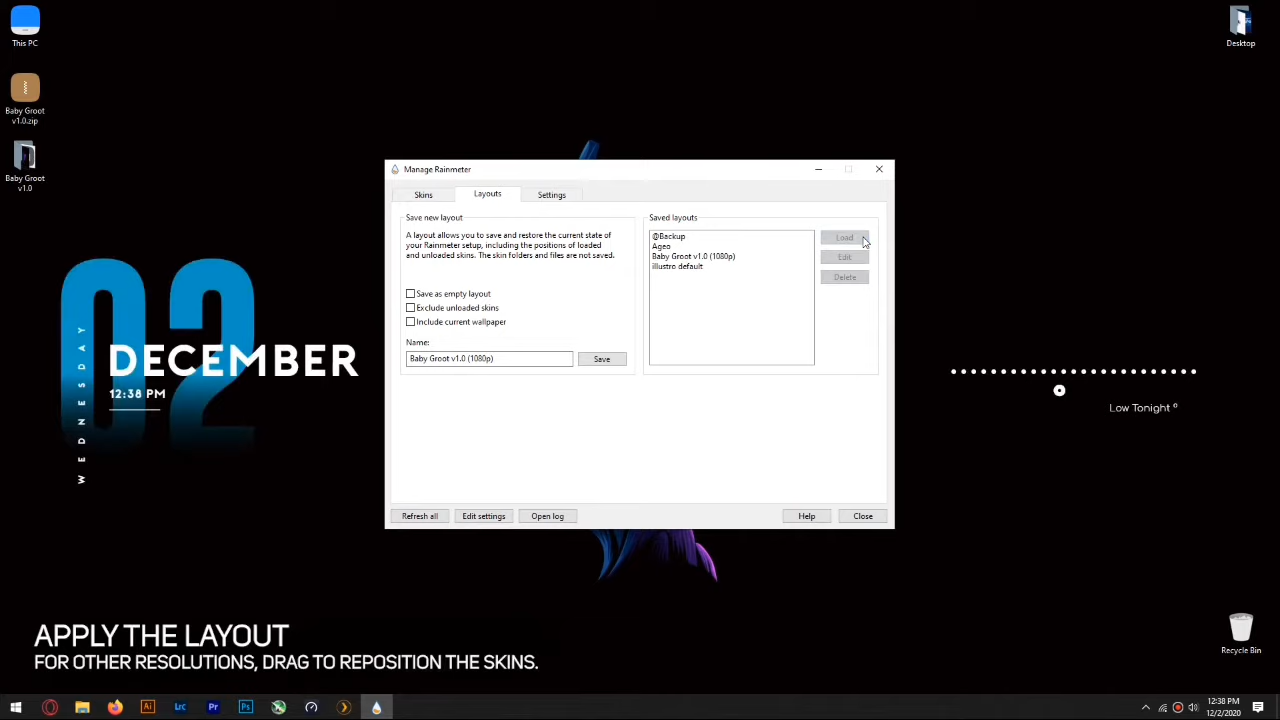 This PC
Baby Groot
v1.0.zip
Baby Groot
v1.0
Desktop
Manage Rainmeter
Skins
Layouts
Settings
Save new layout
A layout allows you to save and restore the current state of
your Rainmeter setup, including the positions of loaded
and unloaded skins. The skin folders and files are not saved.
Save as empty layout
Exclude unloaded skins
Include current wallpaper
Name:
Baby Groot v1.0 (1080p)
Save
Saved layouts
@Backup
Ageo
Baby Groot v1.0 (1080p)
illustro default
Load
Edit
Delete
Refresh all
Edit settings
Open log
Help
Close
02
WEDNESDAY
DECEMBER
12:38 PM
Low Tonight °
APPLY THE LAYOUT
FOR OTHER RESOLUTIONS, DRAG TO REPOSITION THE SKINS.
Recycle Bin
Ai
Lrc
Pr
Ps
12:38 PM
12/2/2020